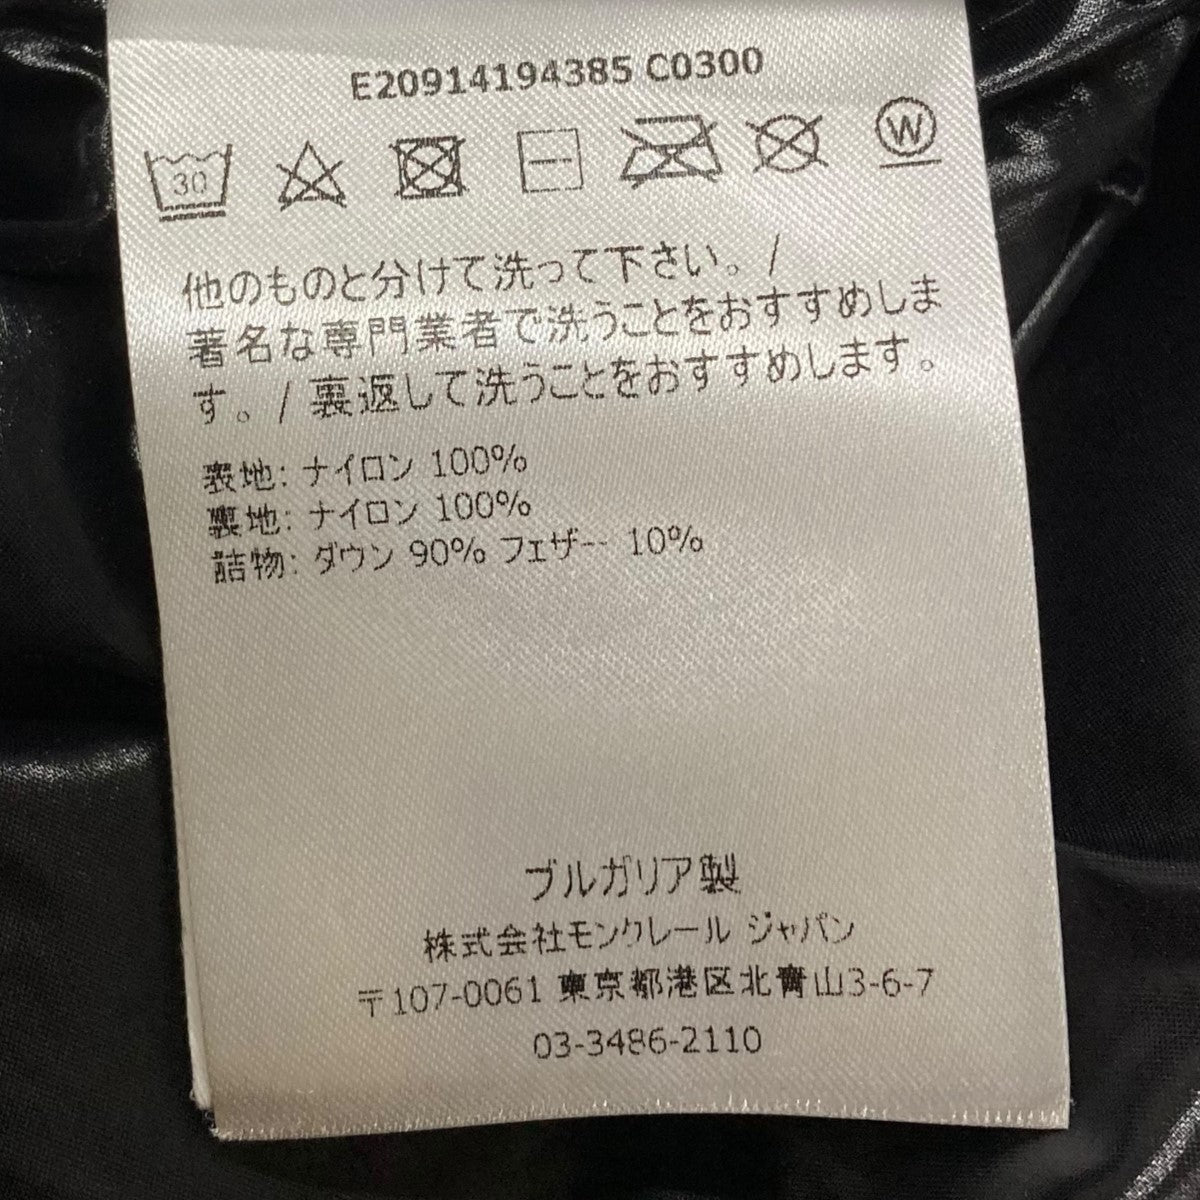 E20914194385 C0300
30
W
他のものと分けて洗って下さい。 /
著名な専門業者で洗うことをおすすめしま
す。 / 裏返して洗うことをおすすめします。
表地: ナイロン 100%
裏地: ナイロン 100%
詰物: ダウン 90% フェザー 10%
ブルガリア製
株式会社モンクレール ジャパン
〒107-0061 東京都港区北青山3-6-7
03-3486-2110